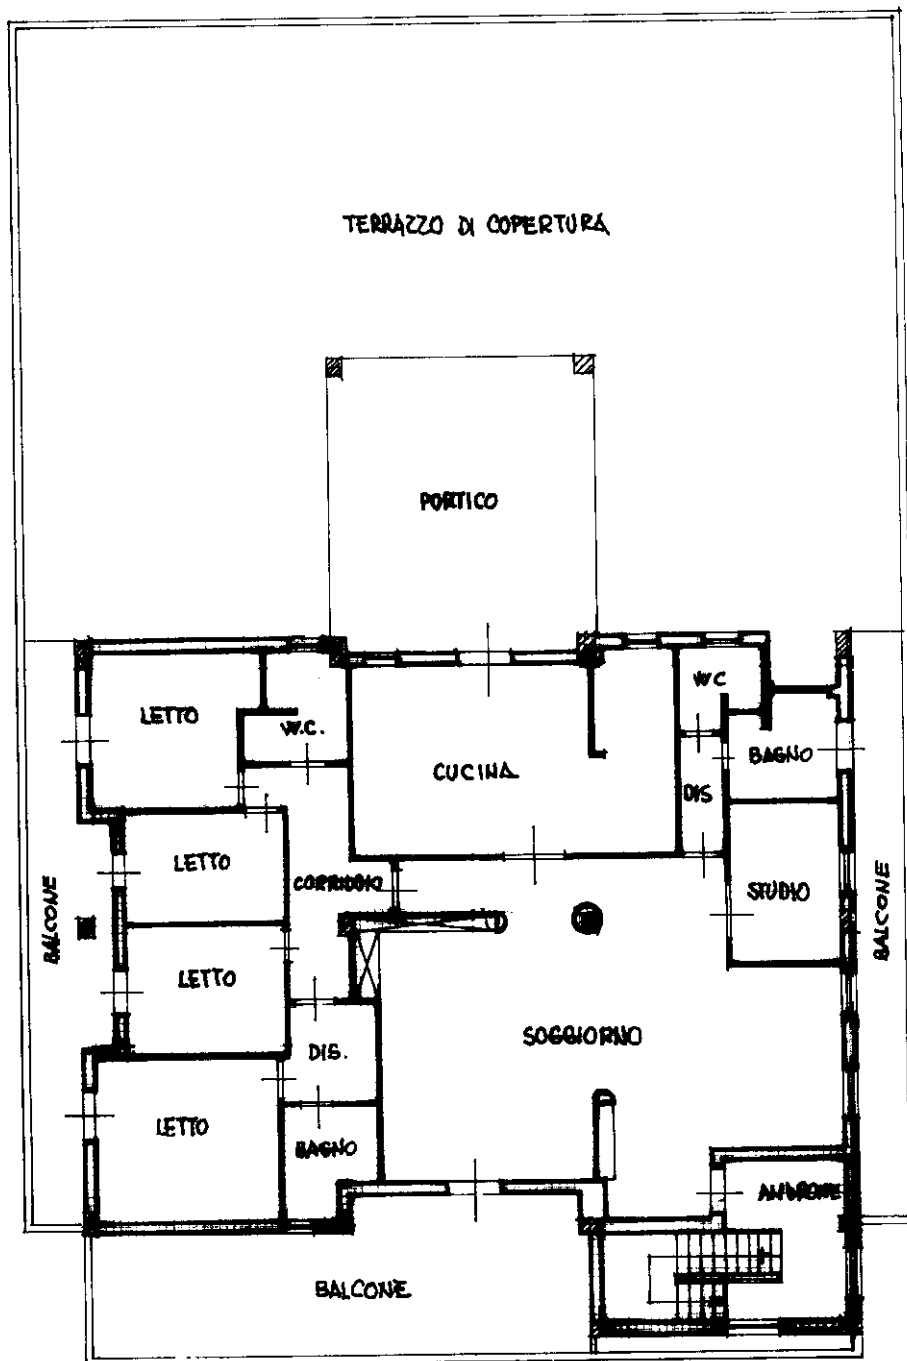 TERRAZZO DI COPERTURA
PORTICO
WC
LETTO
W.C.
BAGNO
CUCINA
DIS
LETTO
CORRIDOIO
STUDIO
BALCONE
BALCONE
LETTO
SOGGIORNO
DIS.
LETTO
BAGNO
ANDRONE
BALCONE